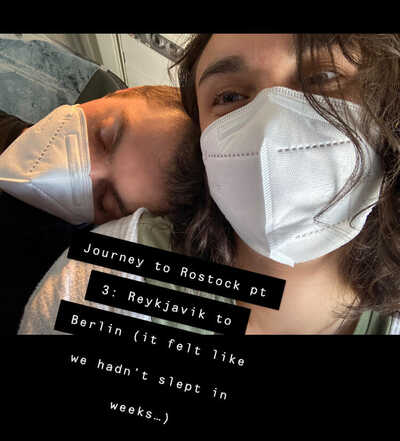 Journey to Rostock pt
3: Reykjavik to
Berlin (it felt like
we hadn't slept in
weeks…)